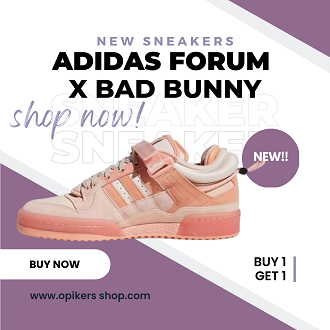 NEW SNEAKERS
ADIDAS FORUM
X BAD BUNNY
shop now!
SNEAKER
SNEAKER
NEW!!
BUY NOW
BUY 1
GET 1
www.opikers shop.com